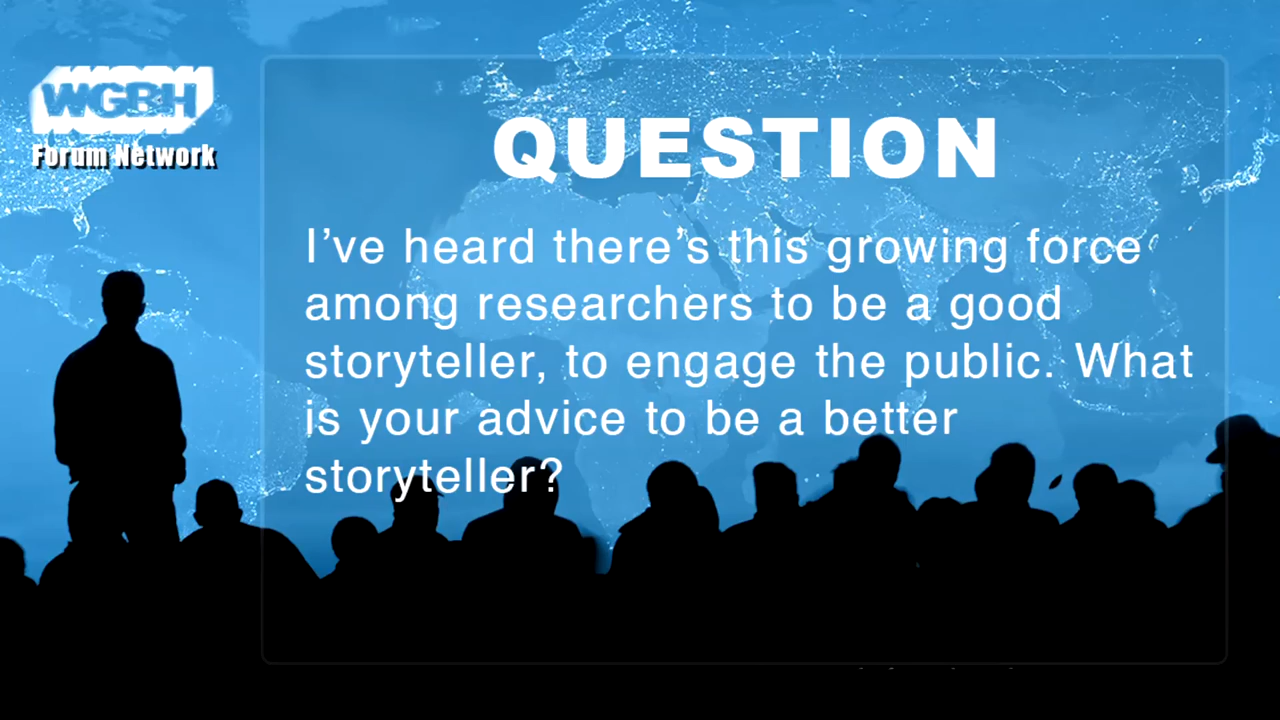 WGBH
Forum Network
QUESTION
I’ve heard there’s this growing force
among researchers to be a good
storyteller, to engage the public. What
is your advice to be a better
storyteller?